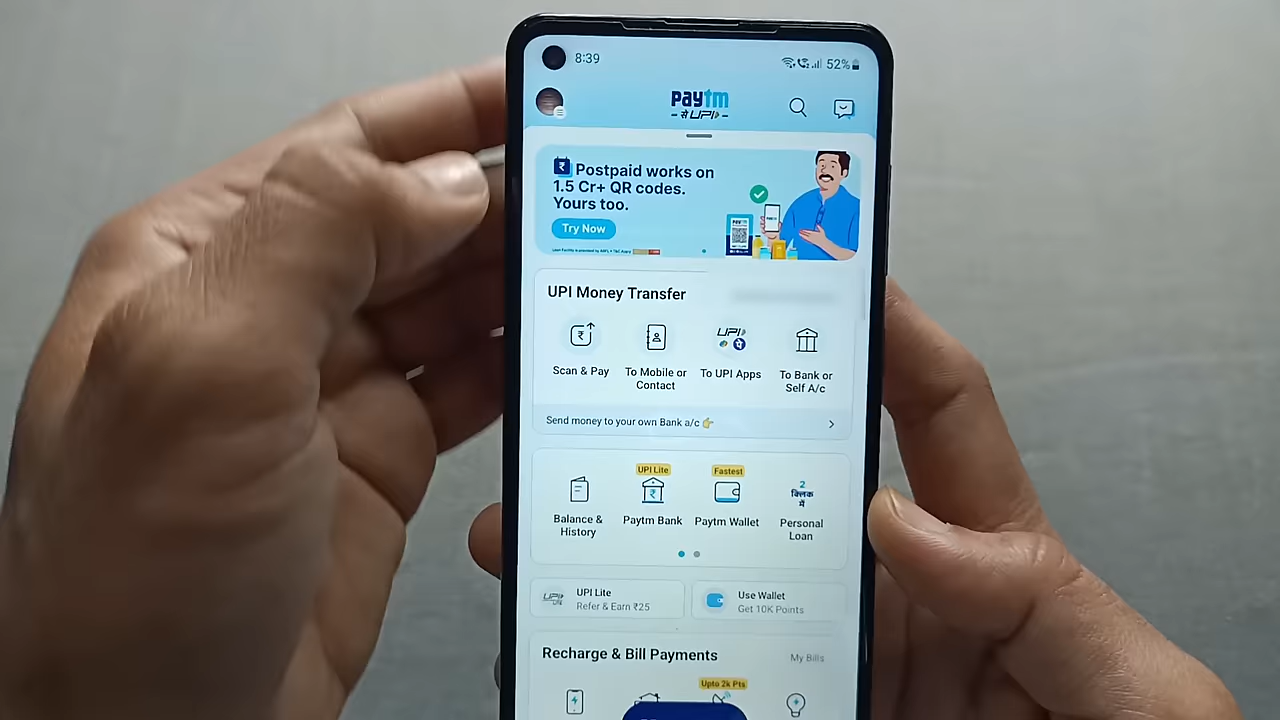 8:39
52%
paytm
से UPI
Postpaid works on
1.5 Cr+ QR codes.
Yours too.
Try Now
UPI Money Transfer
UPI
Scan & Pay
To Mobile or
Contact
To UPI Apps
To Bank or
Self A/c
Send money to your own Bank a/c 👉
UPI Lite
Fastest
2
क्लिक
में
Balance &
History
Paytm Bank
Paytm Wallet
Personal
Loan
UPI Lite
Refer & Earn ₹25
Use Wallet
Get 10K Points
Recharge & Bill Payments
My Bills
Upto 2k Pts